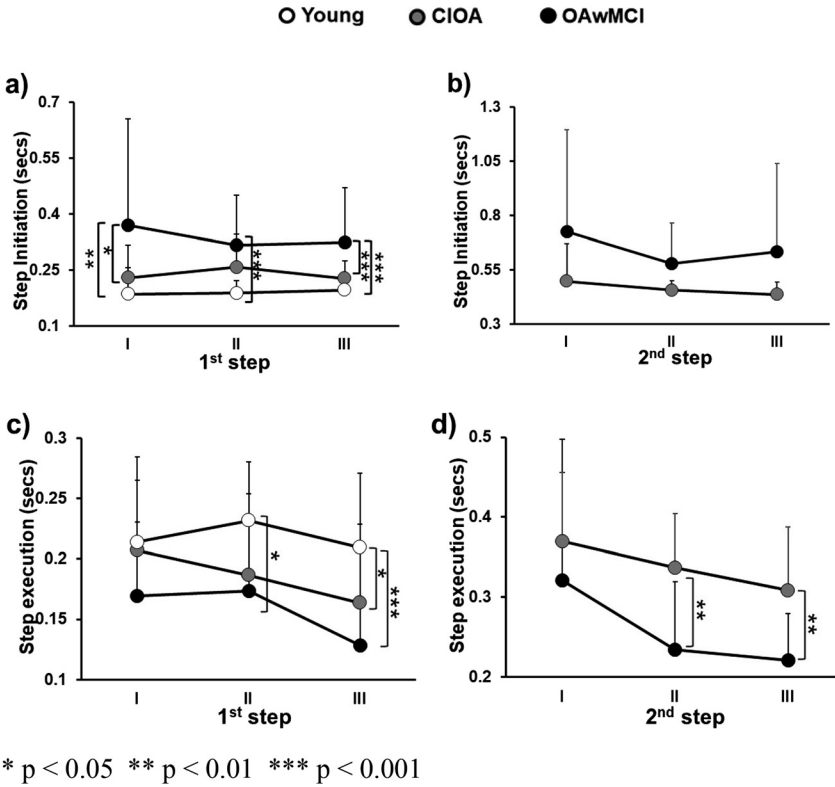 Young CIOA OAwMCI
a)
Step Initiation (secs)
0.7
0.55
0.4
0.25
0.1
**
*
***
***
***
I II III
1st step
b)
Step Initiation (secs)
1.3
1.05
0.8
0.55
0.3
I II III
2nd step
c)
Step execution (secs)
0.3
0.25
0.2
0.15
0.1
*
*
***
I II III
1st step
d)
Step execution (secs)
0.5
0.4
0.3
0.2
**
**
I II III
2nd step
* p < 0.05 ** p < 0.01 *** p < 0.001